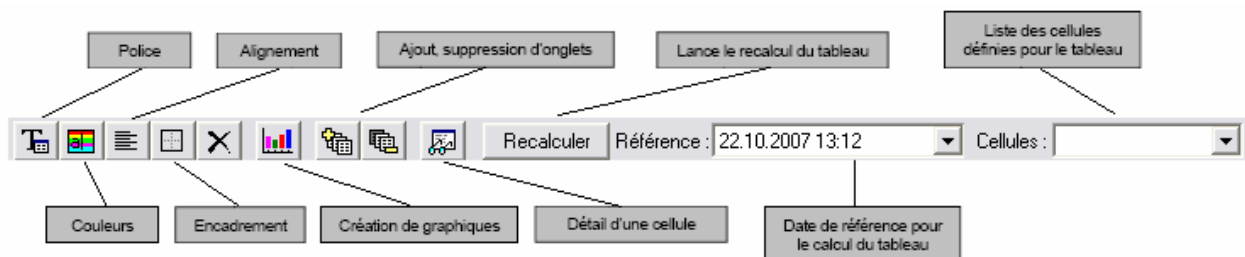 Liste des cellules
définies pour le tableau
Police
Alignement
Ajout, suppression d'onglets
Lance le recalcul du tableau
Recalculer Référence : 22.10.2007 13:12 Cellules :
Couleurs
Encadrement
Création de graphiques
Détail d'une cellule
Date de référence pour
le calcul du tableau